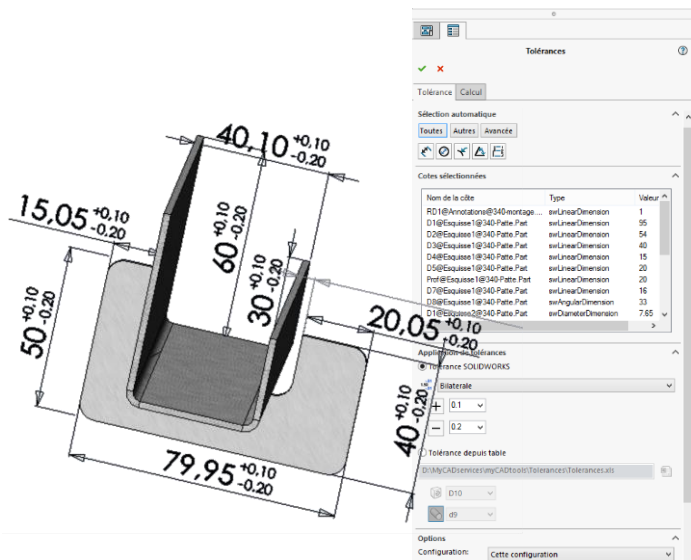 40,10 +0,10 -0,20
15,05 +0,10 -0,20
60 +0,10 -0,20
30 +0,10 -0,20
50 +0,10 -0,20
20,05 +0,10 -0,20
40 +0,10 -0,20
79,95 +0,10 -0,20
Tolérances
Tolérance Calcul
Sélection automatique
Toutes Autres Avancée
Cotes sélectionnées
Nom de la côte Type Valeur
RD1@Annotations@340-montage.... swLinearDimension 1
D1@Esquisse1@340-Patte.Part swLinearDimension 95
D2@Esquisse1@340-Patte.Part swLinearDimension 54
D3@Esquisse1@340-Patte.Part swLinearDimension 40
D4@Esquisse1@340-Patte.Part swLinearDimension 15
D5@Esquisse1@340-Patte.Part swLinearDimension 20
Prof@Esquisse1@340-Patte.Part swLinearDimension 20
D7@Esquisse1@340-Patte.Part swLinearDimension 16
D8@Esquisse1@340-Patte.Part swAngularDimension 33
D1@Esquisse2@340-Patte.Part swDiameterDimension 7.65
Application de tolérances
Tolérance SOLIDWORKS
Bilaterale
+ 0.1
- 0.2
Tolérance depuis table
D:\MyCADservices\myCADtools\Tolerances\Tolerances.xls
D10
d9
Options
Configuration: Cette configuration